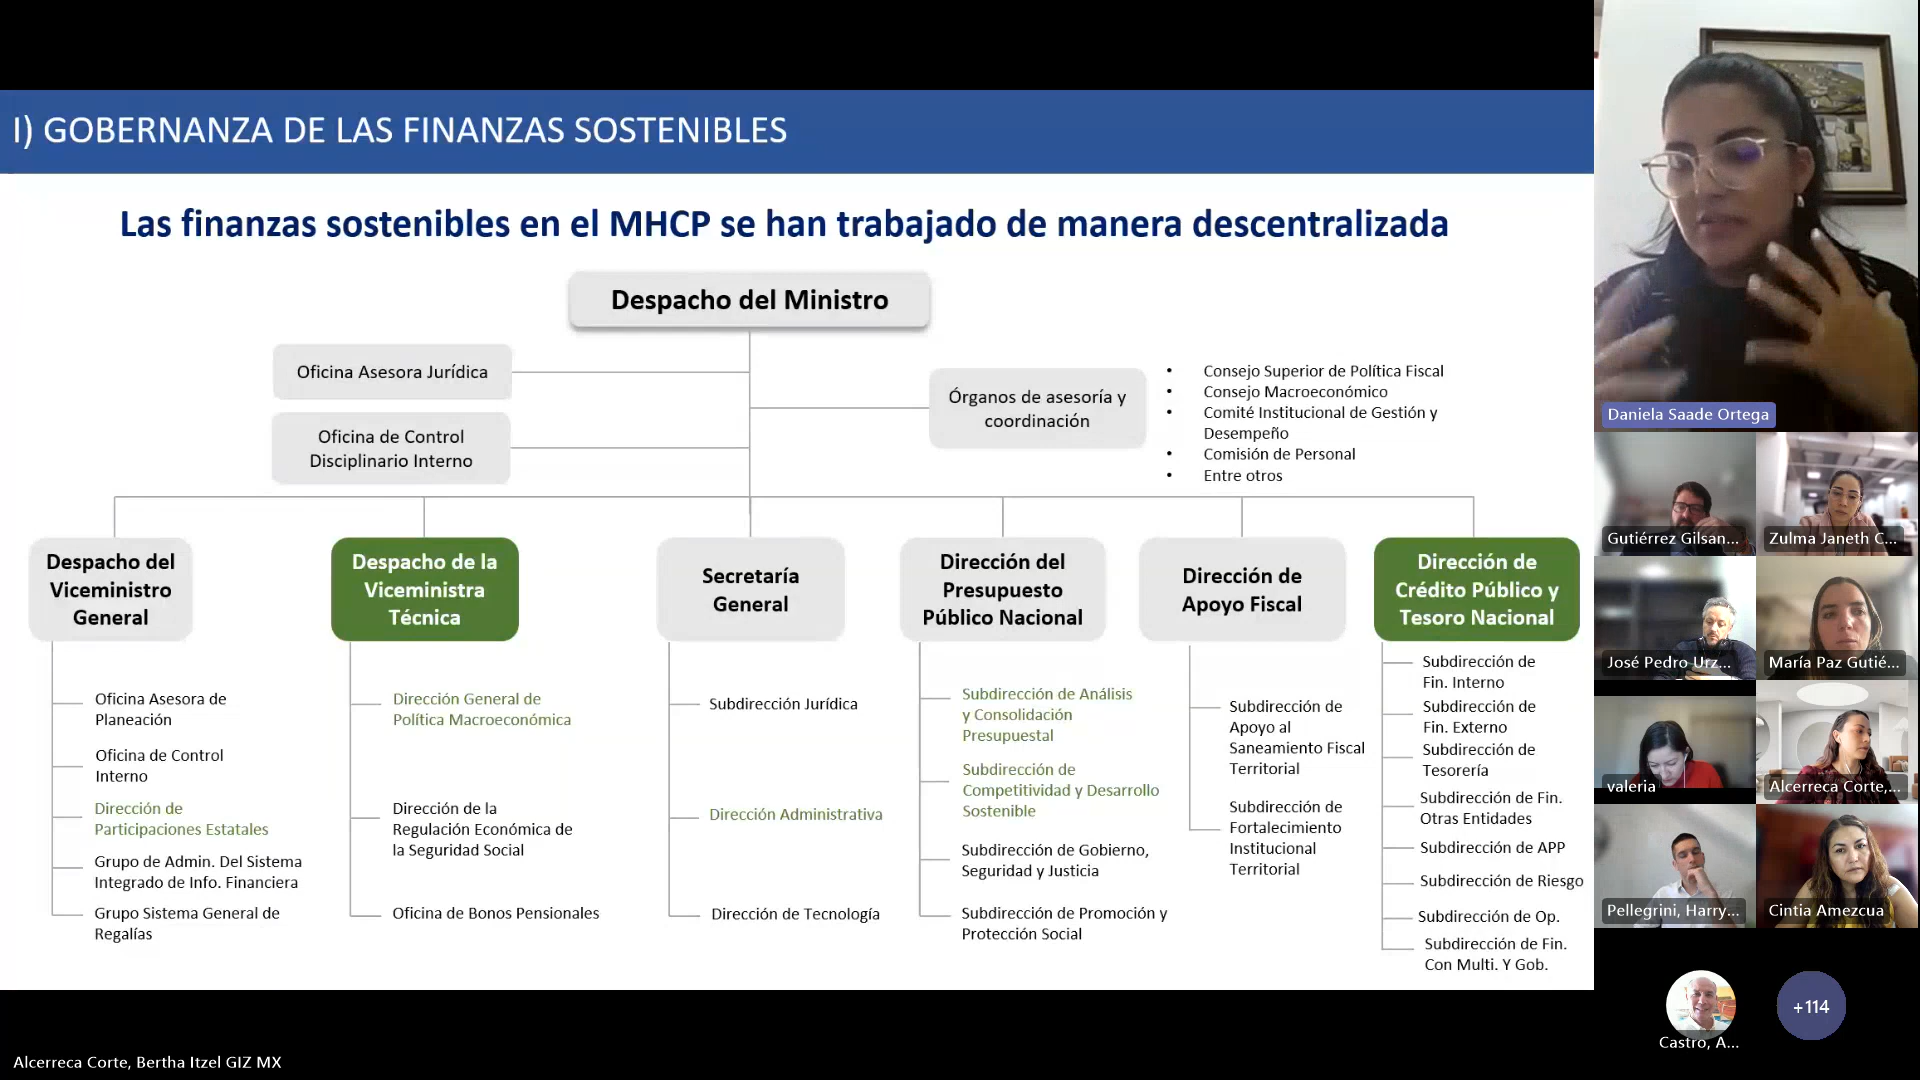 I) GOBERNANZA DE LAS FINANZAS SOSTENIBLES
Las finanzas sostenibles en el MHCP se han trabajado de manera descentralizada
Despacho del Ministro
Oficina Asesora Jurídica
Oficina de Control
Disciplinario Interno
Órganos de asesoría y
coordinación
• Consejo Superior de Política Fiscal
• Consejo Macroeconómico
• Comité Institucional de Gestión y
Desempeño
• Comisión de Personal
• Entre otros
Despacho del
Viceministro
General
Oficina Asesora de
Planeación
Oficina de Control
Interno
Dirección de
Participaciones Estatales
Grupo de Admin. Del Sistema
Integrado de Info. Financiera
Grupo Sistema General de
Regalías
Despacho de la
Viceministra
Técnica
Dirección General de
Política Macroeconómica
Dirección de la
Regulación Económica de
la Seguridad Social
Oficina de Bonos Pensionales
Secretaría
General
Subdirección Jurídica
Dirección Administrativa
Dirección de Tecnología
Dirección del
Presupuesto
Público Nacional
Subdirección de Análisis
y Consolidación
Presupuestal
Subdirección de
Competitividad y Desarrollo
Sostenible
Subdirección de Gobierno,
Seguridad y Justicia
Subdirección de Promoción y
Protección Social
Dirección de
Apoyo Fiscal
Subdirección de
Apoyo al
Saneamiento Fiscal
Territorial
Subdirección de
Fortalecimiento
Institucional
Territorial
Dirección de
Crédito Público y
Tesoro Nacional
Subdirección de
Fin. Interno
Subdirección de
Fin. Externo
Subdirección de
Tesorería
Subdirección de Fin.
Otras Entidades
Subdirección de APP
Subdirección de Riesgo
Subdirección de Op.
Subdirección de Fin.
Con Multi. Y Gob.
Daniela Saade Ortega
Gutiérrez Gilsan...
Zulma Janeth C...
José Pedro Urz...
María Paz Gutié...
valeria
Alcerreca Corte,...
Pellegrini, Harry...
Cintia Amezcua
Castro, A...
+114
Alcerreca Corte, Bertha Itzel GIZ MX